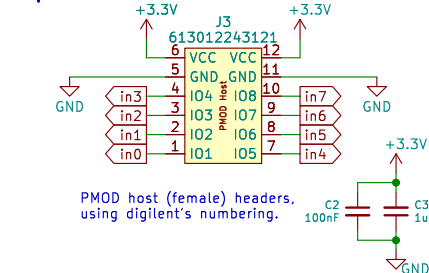 +3.3V
J3
+3.3V
613012243121
6 VCC VCC 12
5 GND GND 11
GND
GND
in3 4 IO4 IO8 10 in7
in2 3 IO3 IO7 9 in6
in1 2 IO2 IO6 8 in5
in0 1 IO1 IO5 7 in4
PMOD Host
+3.3V
PMOD host (female) headers,
using digilent's numbering.
C2
100nF
C3
1u
GND